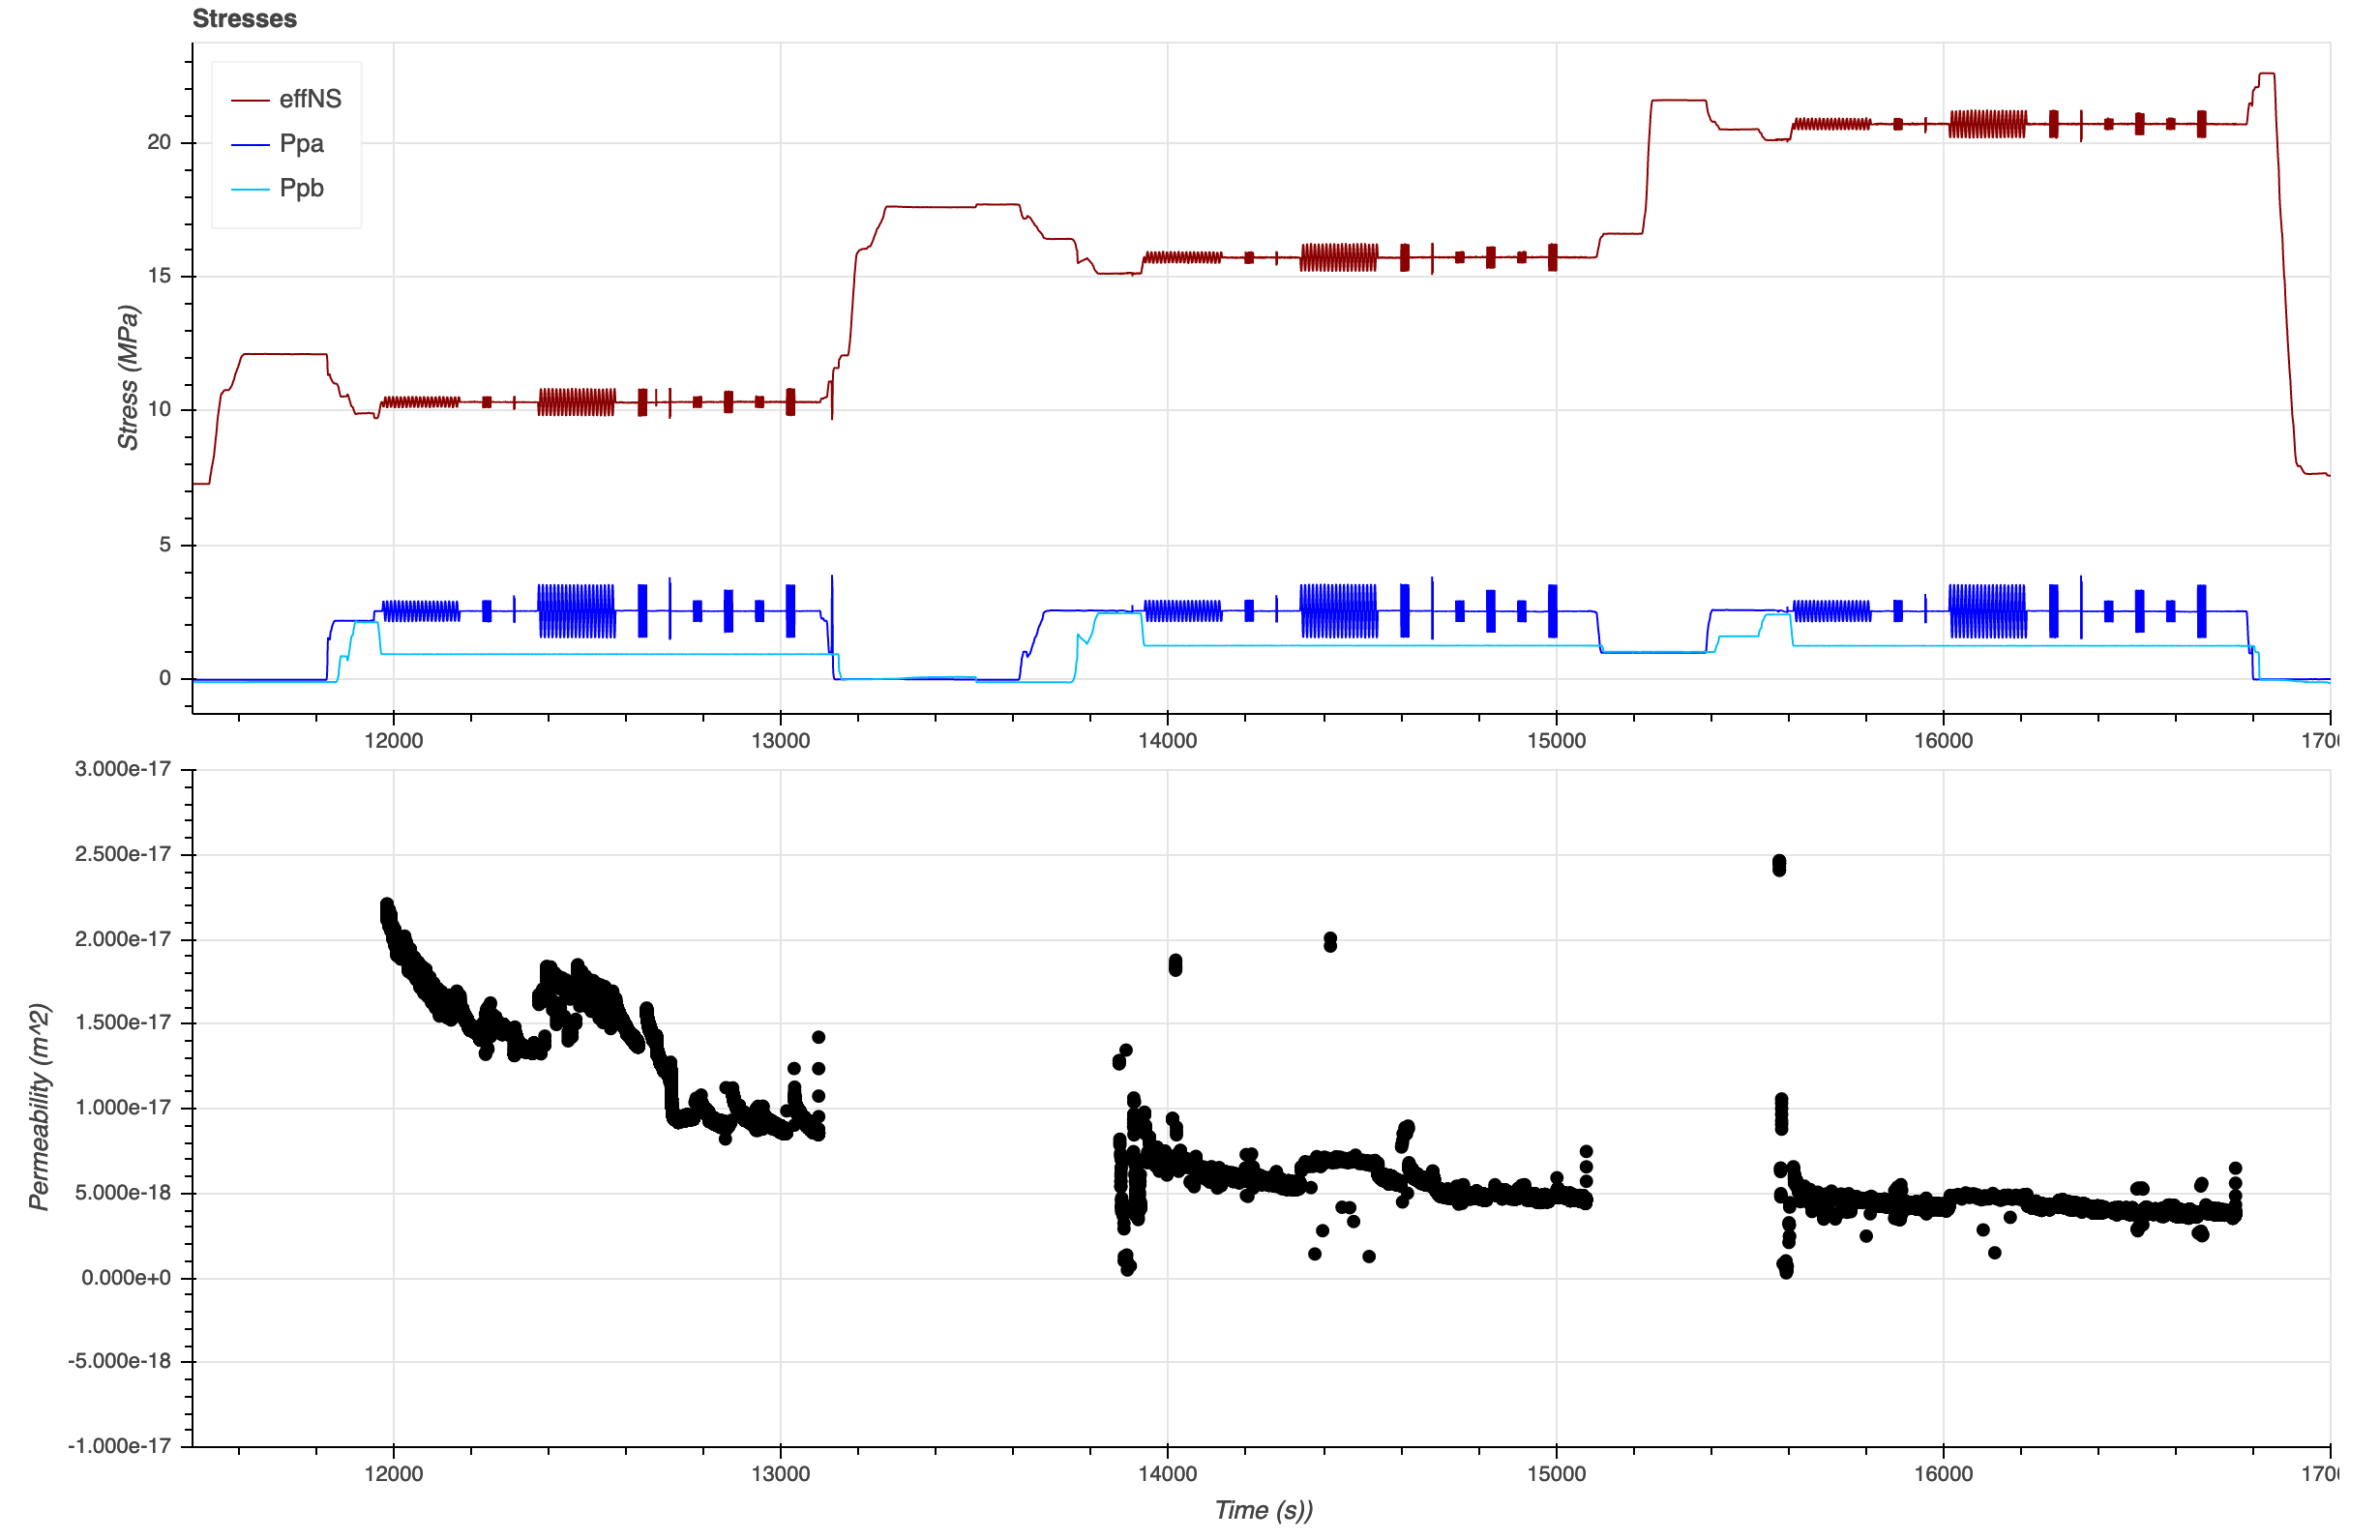 Stresses
effNS
Ppa
Ppb
20
15
10
5
0
Stress (MPa)
12000 13000 14000 15000 16000 170
3.000e-17
2.500e-17
2.000e-17
1.500e-17
1.000e-17
5.000e-18
0.000e+0
-5.000e-18
-1.000e-17
Permeability (m^2)
12000 13000 14000 15000 16000 170
Time (s))